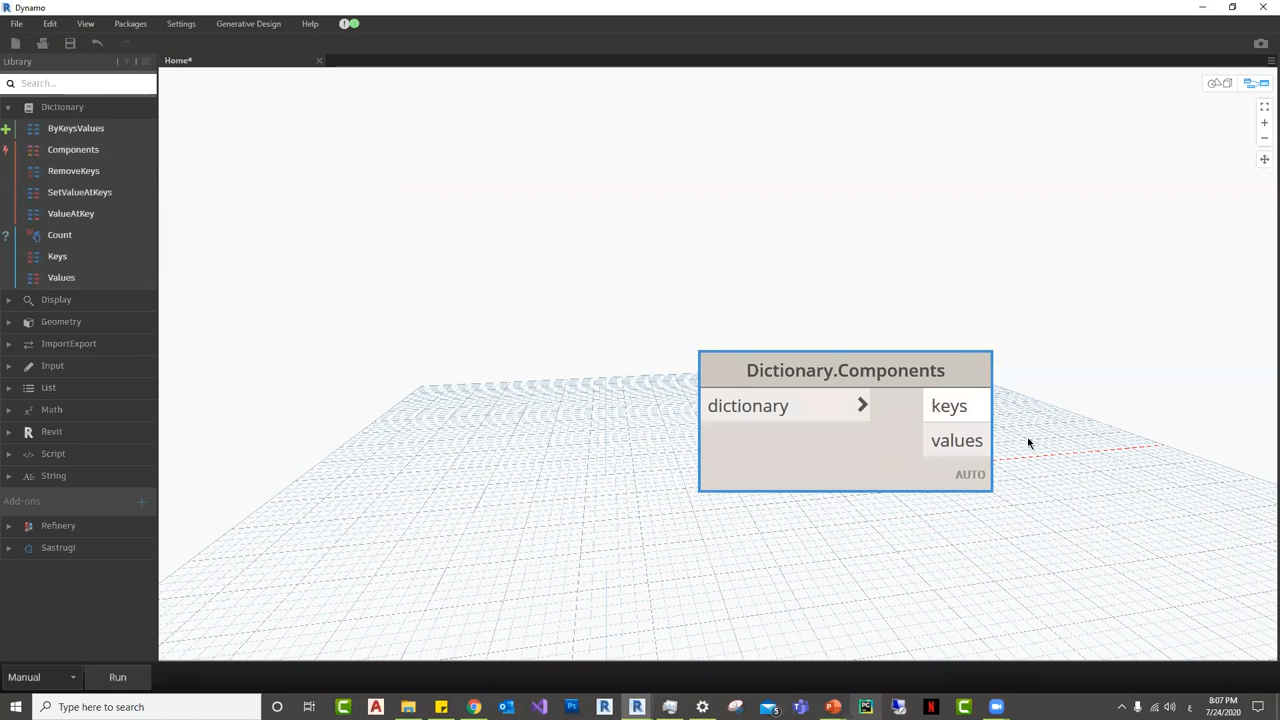 Dynamo
File Edit View Packages Settings Generative Design Help
Library
Home*
Search...
Dictionary
ByKeysValues
Components
RemoveKeys
SetValueAtKeys
ValueAtKey
Count
Keys
Values
Display
Geometry
ImportExport
Input
List
Math
Revit
Script
String
Add-ons
Refinery
Sastrugi
Dictionary.Components
dictionary
keys
values
AUTO
Manual
Run
Type here to search
8:07 PM
7/24/2020